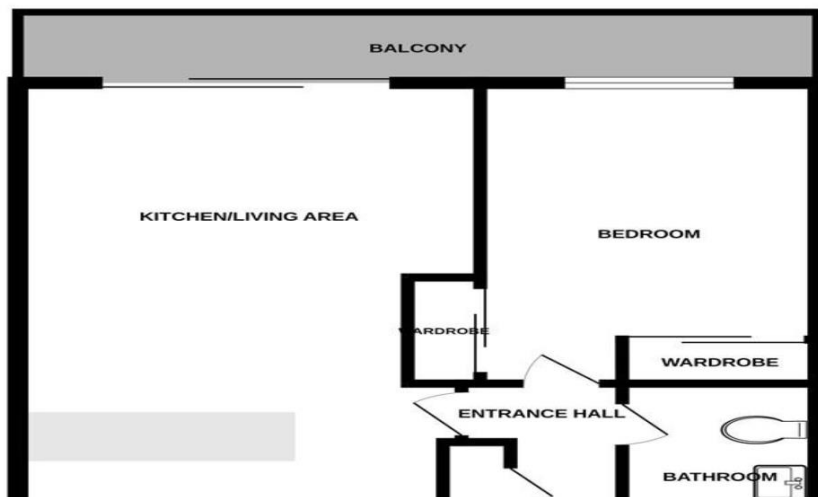 BALCONY
KITCHEN/LIVING AREA
BEDROOM
WARDROBE
WARDROBE
ENTRANCE HALL
BATHROOM